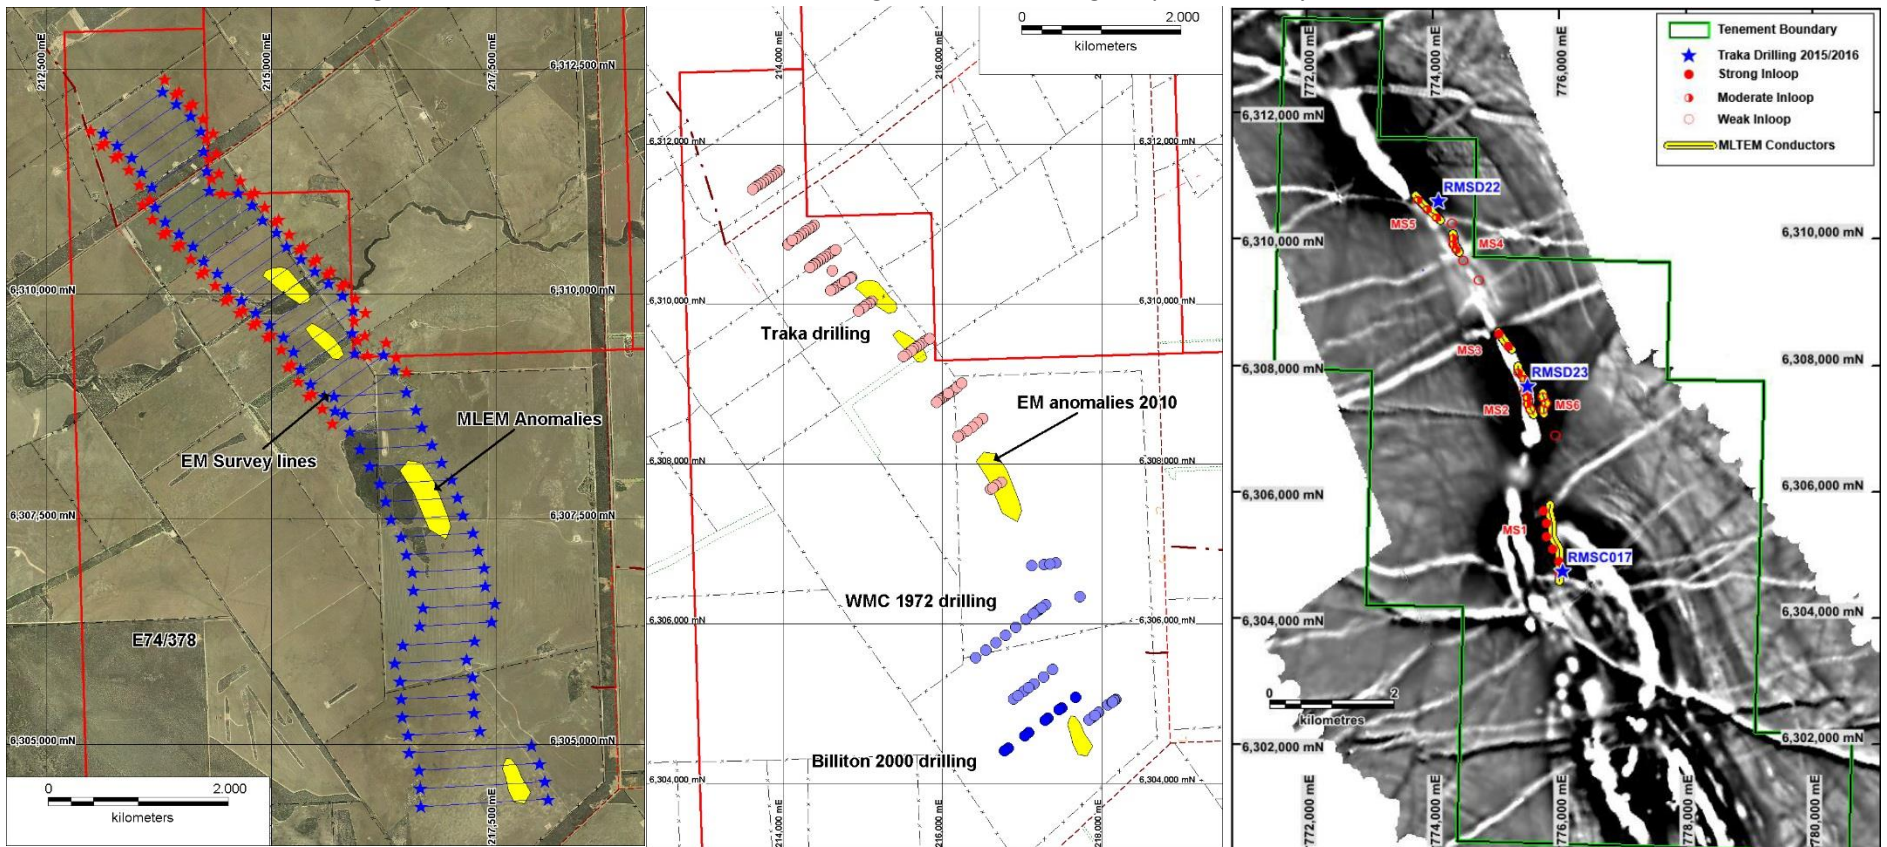 212,500 mE
215,000 mE
217,500 mE
6,312,500 mN
6,312,500 mN
6,310,000 mN
6,310,000 mN
MLEM Anomalies
EM Survey lines
6,307,500 mN
6,307,500 mN
E74/378
6,305,000 mN
6,305,000 mN
217,500 mE
0
2.000
kilometers
0
2.000
kilometers
214,000 mE
216,000 mE
6,312,000 mN
6,312,000 mN
6,310,000 mN
6,310,000 mN
Traka drilling
EM anomalies 2010
6,308,000 mN
6,308,000 mN
WMC 1972 drilling
6,306,000 mN
6,306,000 mN
Billiton 2000 drilling
6,304,000 mN
6,304,000 mN
214,000 mE
216,000 mE
218,000 mE
Tenement Boundary
Traka Drilling 2015/2016
Strong Inloop
Moderate Inloop
Weak Inloop
MLTEM Conductors
772,000 mE
774,000 mE
776,000 mE
6,312,000 mN
RMSD22
MS5
MS4
6,310,000 mN
6,310,000 mN
MS3
6,308,000 mN
6,308,000 mN
RMSD23
MS2
MS6
6,306,000 mN
6,306,000 mN
MS1
RMSC017
6,304,000 mN
6,304,000 mN
0
2
kilometres
6,302,000 mN
6,302,000 mN
772,000 mE
774,000 mE
776,000 mE
778,000 mE
780,000 mE